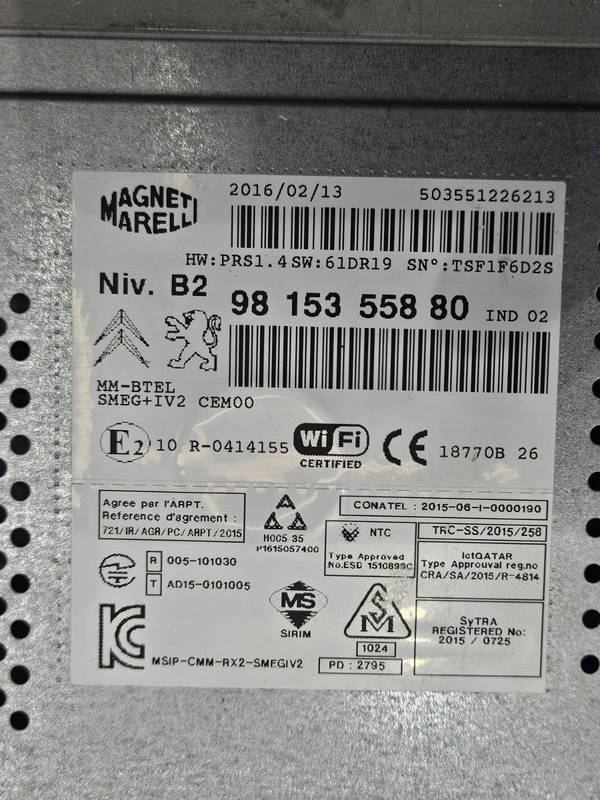 MAGNETI MARELLI
2016/02/13 503551226213
HW:PRS1.4 SW:61DR19 SN°:TSF1F6D2S
Niv. B2
98 153 558 80 IND 02
MM-BTEL
SMEG+IV2 CEM00
E2 10 R-0414155 Wi Fi CERTIFIED CE 18770B 26
Agree par l'ARPT.
Reference d'agrement :
721/IR/AGR/PC/ARPT/2015
A
H005 35
P1615057400
CONATEL : 2015-06-I-0000190
NTC
Type Approved
No.ESD
TRC-SS/2015/258
IctQATAR
Type Approuval reg.no
CRA/SA/2015/R-4814
R 005-101030
T AD15-0101005
MS
SIRIM
1024
PD : 2795
SyTRA
REGISTERED No:
2015 / 0725
MSIP-CMM-RX2-SMEGIV2